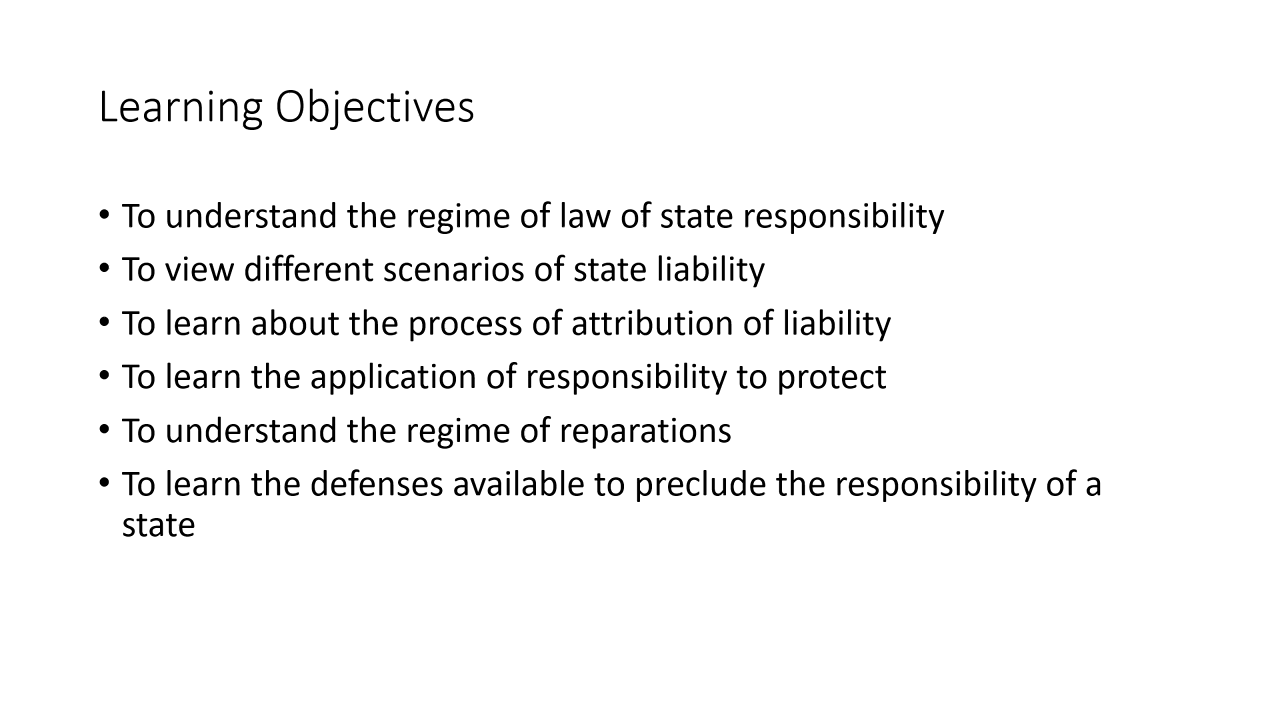 Learning Objectives
• To understand the regime of law of state responsibility
• To view different scenarios of state liability
• To learn about the process of attribution of liability
• To learn the application of responsibility to protect
• To understand the regime of reparations
• To learn the defenses available to preclude the responsibility of a
state